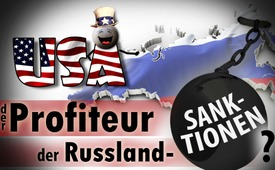 USA
der Profiteur
der Russland-
SANK-
TIONEN
?